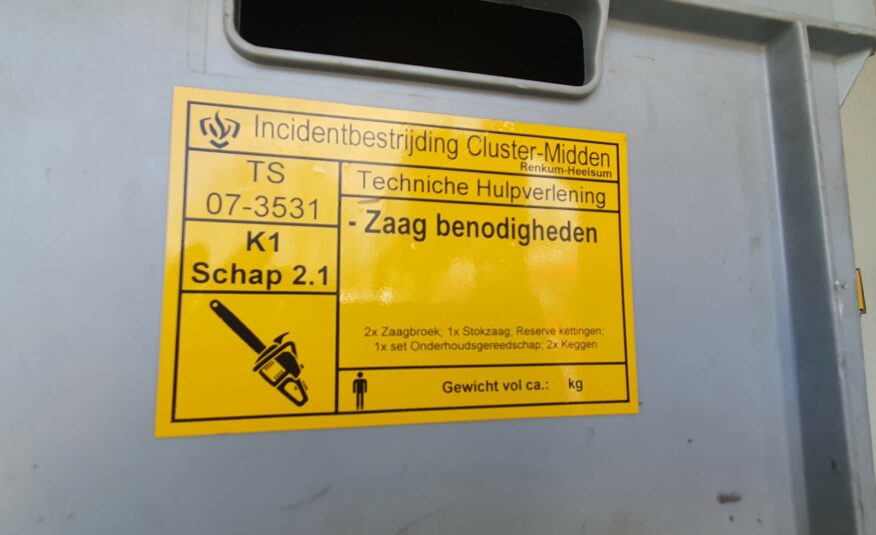 Incidentbestrijding Cluster-Midden
Renkum-Heelsum
TS
07-3531
Techniche Hulpverlening
K1
Schap 2.1
- Zaag benodigheden
2x Zaagbroek; 1x Stokzaag; Reserve kettingen;
1x set Onderhoudsgereedschap; 2x Keggen
Gewicht vol ca.: kg